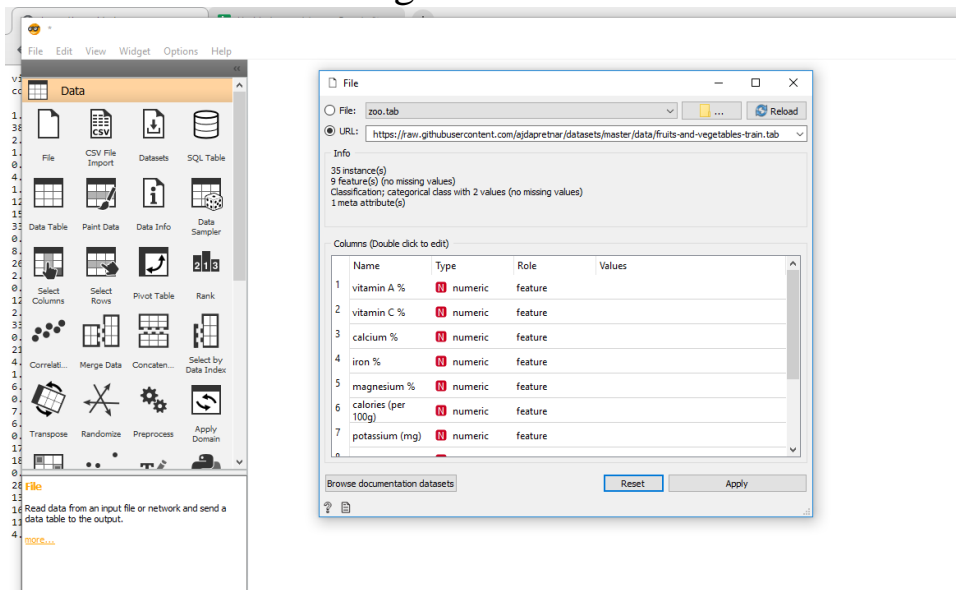 File Edit View Widget Options Help
Data
File
CSV File Import
Datasets
SQL Table
Data Table
Paint Data
Data Info
Data Sampler
Select Columns
Select Rows
Pivot Table
Rank
Correlati...
Merge Data
Concaten...
Select by Data Index
Transpose
Randomize
Preprocess
Apply Domain
File
Read data from an input file or network and send a
data table to the output.
more...
File
File: zoo.tab ... Reload
URL: https://raw.githubusercontent.com/ajdapretnar/datasets/master/data/fruits-and-vegetables-train.tab
Info
35 instance(s)
9 feature(s) (no missing values)
Classification; categorical class with 2 values (no missing values)
1 meta attribute(s)
Columns (Double click to edit)
Name Type Role Values
1 vitamin A % N numeric feature
2 vitamin C % N numeric feature
3 calcium % N numeric feature
4 iron % N numeric feature
5 magnesium % N numeric feature
6 calories (per 100g) N numeric feature
7 potassium (mg) N numeric feature
Browse documentation datasets Reset Apply